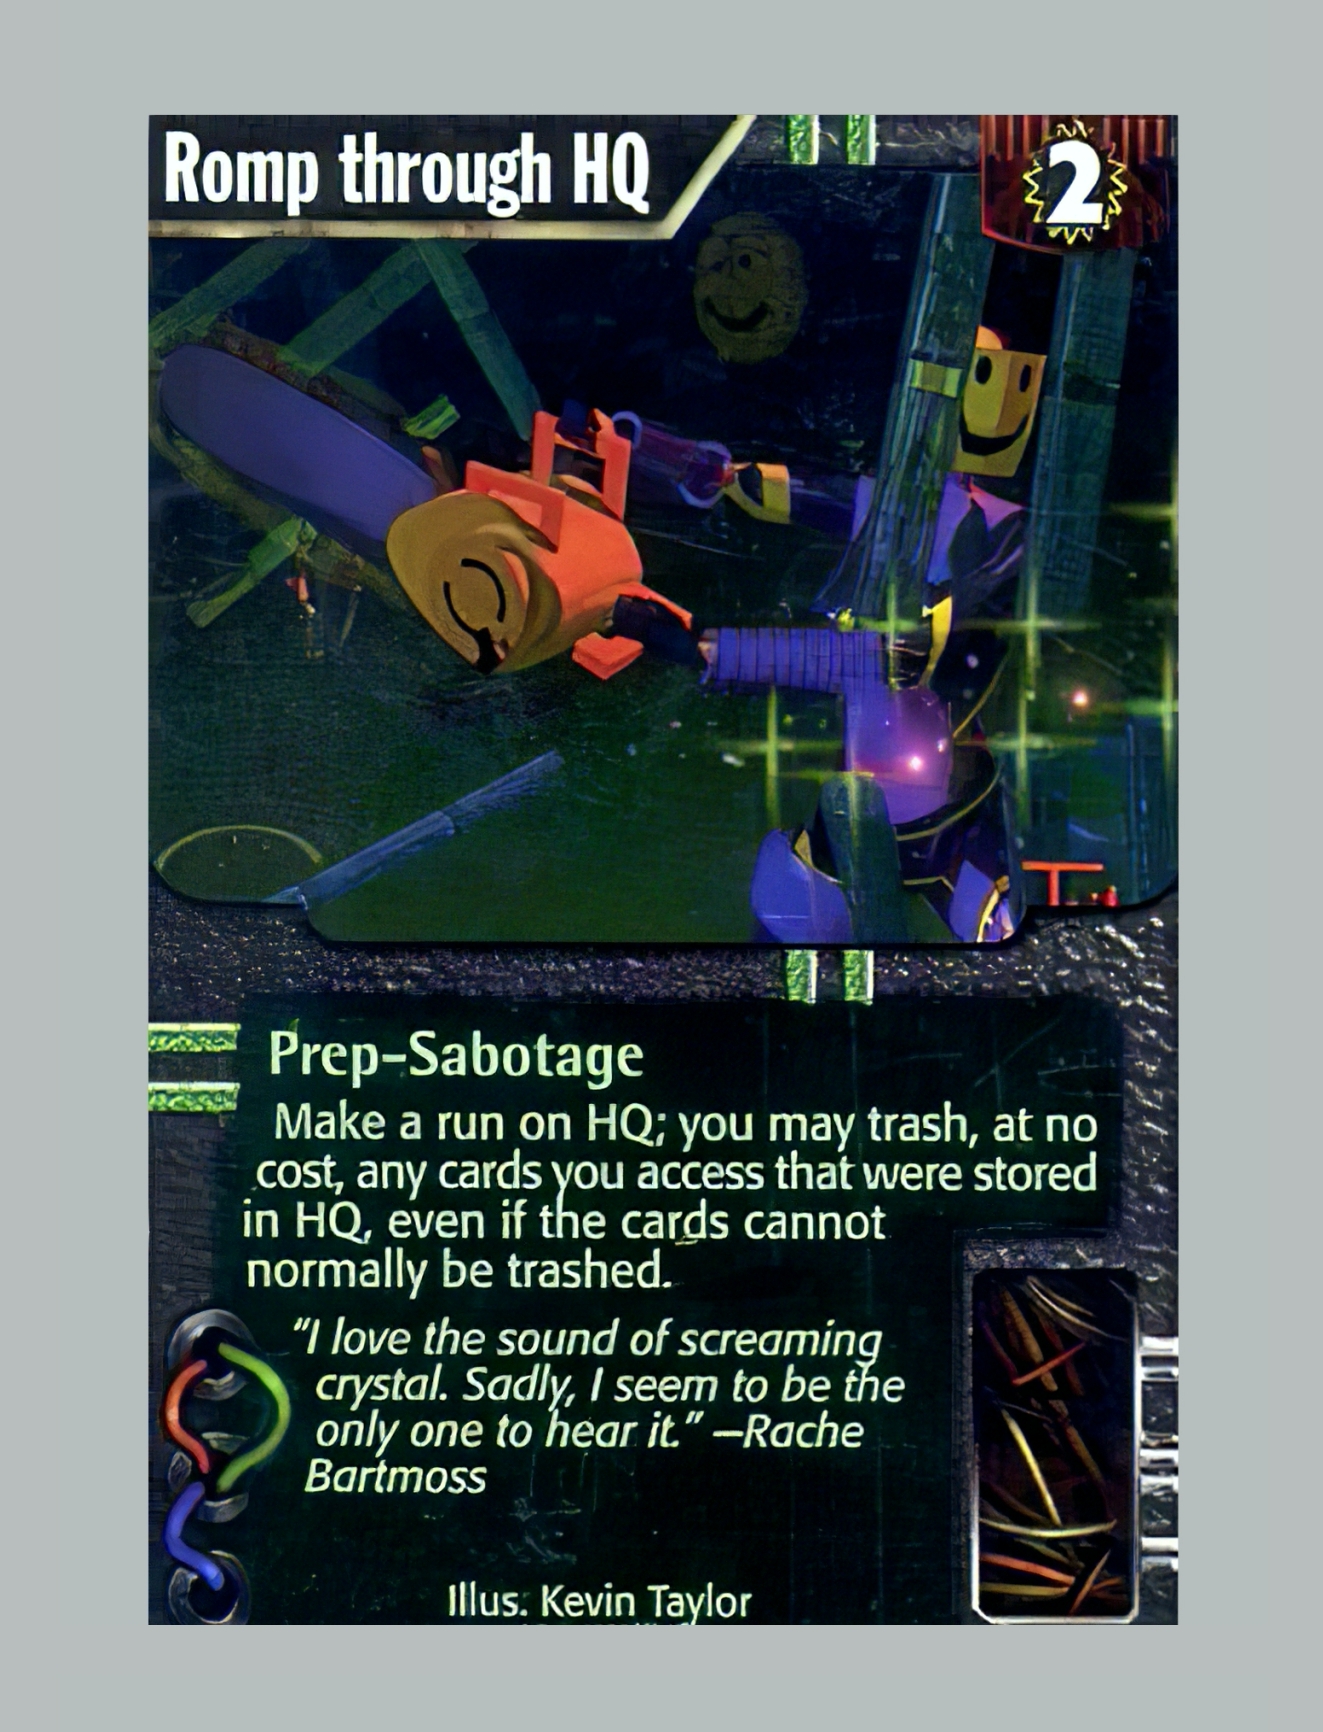 Romp through HQ
2
Prep-Sabotage
Make a run on HQ; you may trash, at no
cost, any cards you access that were stored
in HQ, even if the cards cannot
normally be trashed.
"I love the sound of screaming
crystal. Sadly, I seem to be the
only one to hear it." —Rache
Bartmoss
Illus: Kevin Taylor